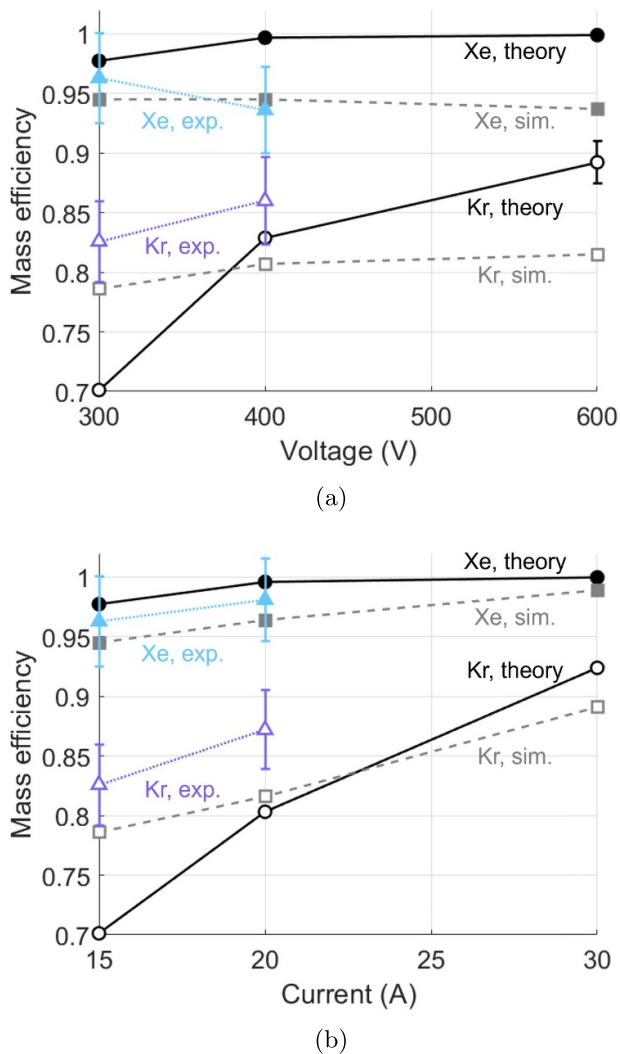 1
Xe, theory
0.95
Xe, exp.
Xe, sim.
0.9
0.85
Kr, theory
Kr, exp.
0.8
Kr, sim.
0.75
0.7
Mass efficiency
300 400 500 600
Voltage (V)
(a)
Xe, theory
1
Xe, sim.
0.95
Xe, exp.
Kr, theory
0.9
0.85
Kr, sim.
Kr, exp.
0.8
0.75
0.7
Mass efficiency
15 20 25 30
Current (A)
(b)